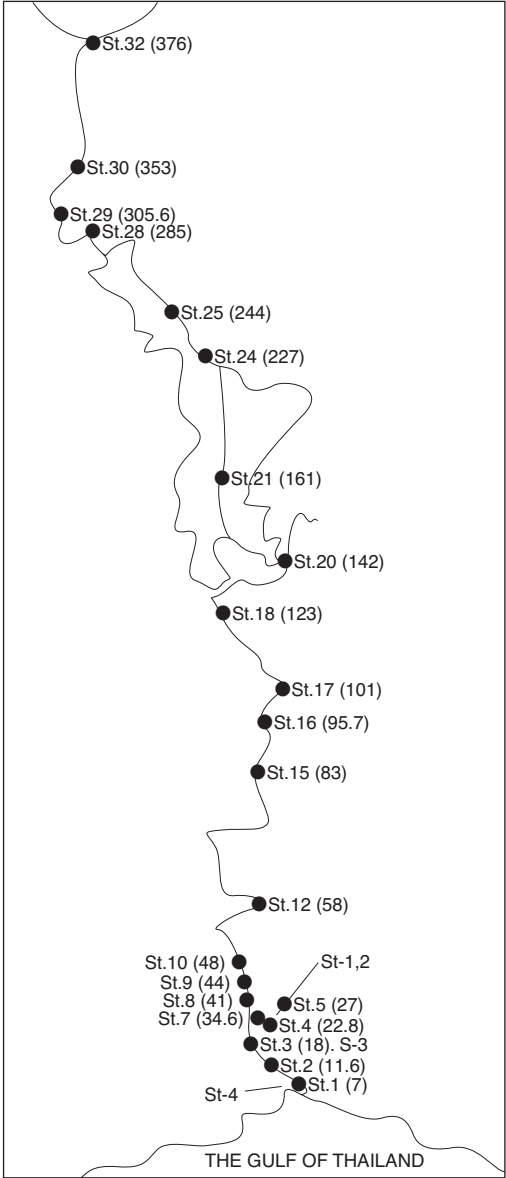 St.32 (376)
St.30 (353)
St.29 (305.6)
St.28 (285)
St.25 (244)
St.24 (227)
St.21 (161)
St.20 (142)
St.18 (123)
St.17 (101)
St.16 (95.7)
St.15 (83)
St.12 (58)
St.10 (48)
St-1,2
St.9 (44)
St.8 (41)
St.5 (27)
St.7 (34.6)
St.4 (22.8)
St.3 (18). S-3
St.2 (11.6)
St.1 (7)
St-4
THE GULF OF THAILAND